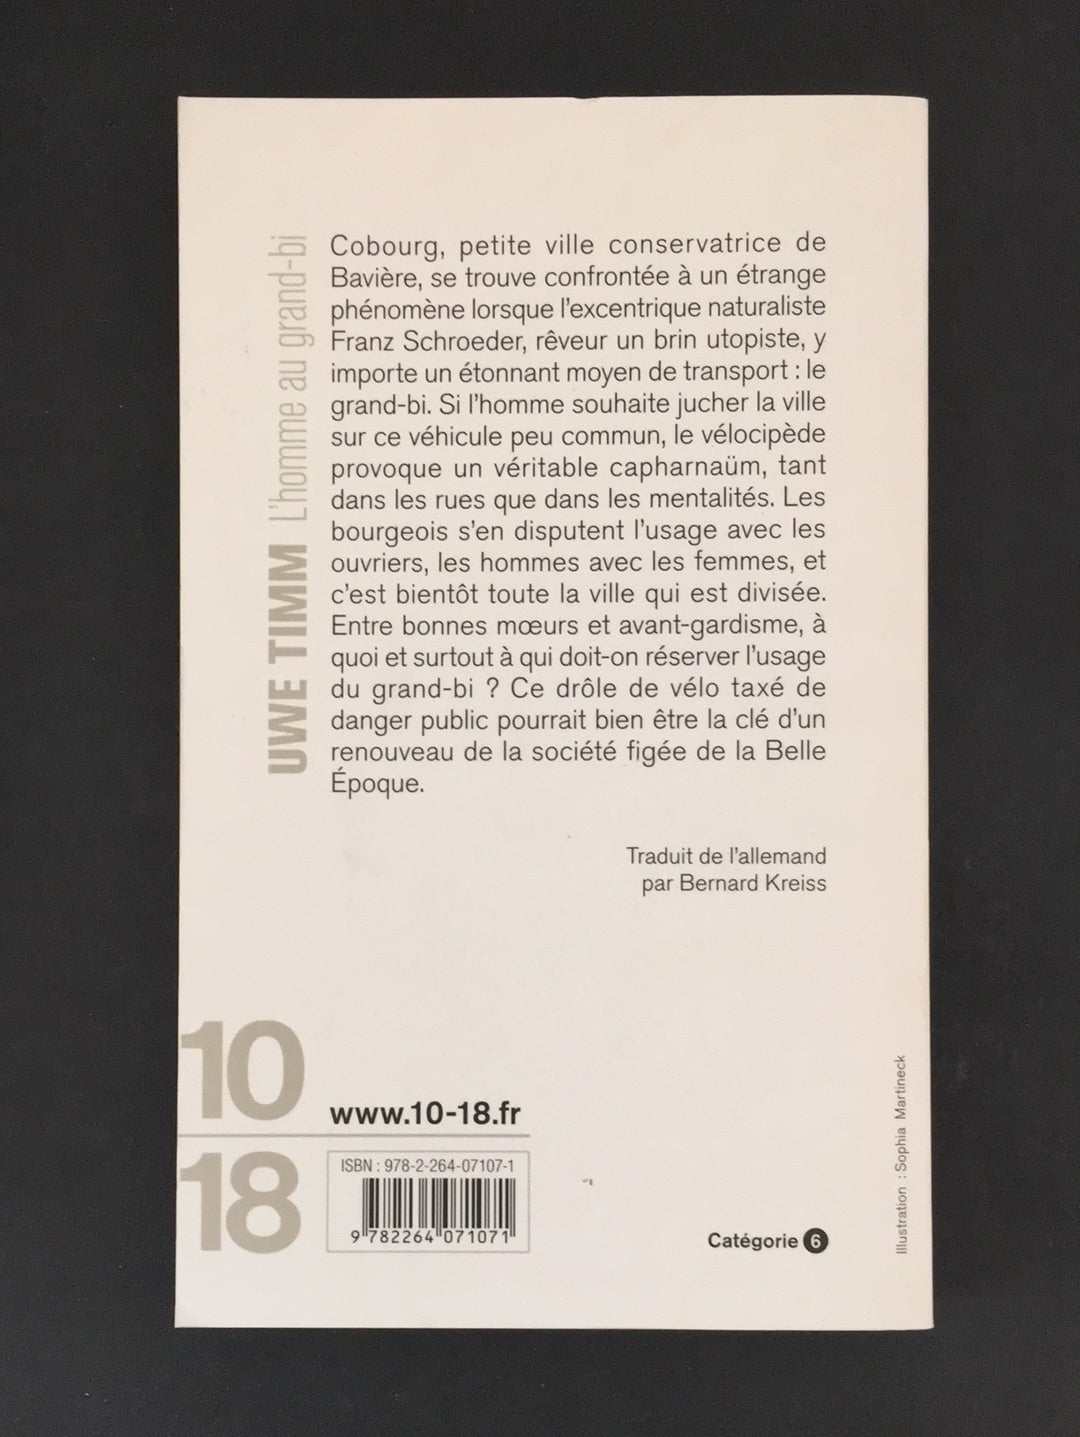 UWE TIMM L'homme au grand-bi
Cobourg, petite ville conservatrice de
Bavière, se trouve confrontée à un étrange
phénomène lorsque l'excentrique naturaliste
Franz Schroeder, rêveur un brin utopiste, y
importe un étonnant moyen de transport : le
grand-bi. Si l'homme souhaite jucher la ville
sur ce véhicule peu commun, le vélocipède
provoque un véritable capharnaüm, tant
dans les rues que dans les mentalités. Les
bourgeois s'en disputent l'usage avec les
ouvriers, les hommes avec les femmes, et
c'est bientôt toute la ville qui est divisée.
Entre bonnes mœurs et avant-gardisme, à
quoi et surtout à qui doit-on réserver l'usage
du grand-bi ? Ce drôle de vélo taxé de
danger public pourrait bien être la clé d'un
renouveau de la société figée de la Belle
Époque.
Traduit de l'allemand
par Bernard Kreiss
10
18
www.10-18.fr
ISBN : 978-2-264-07107-1
9 782264 071071
Catégorie 6
Illustration : Sophia Martineck